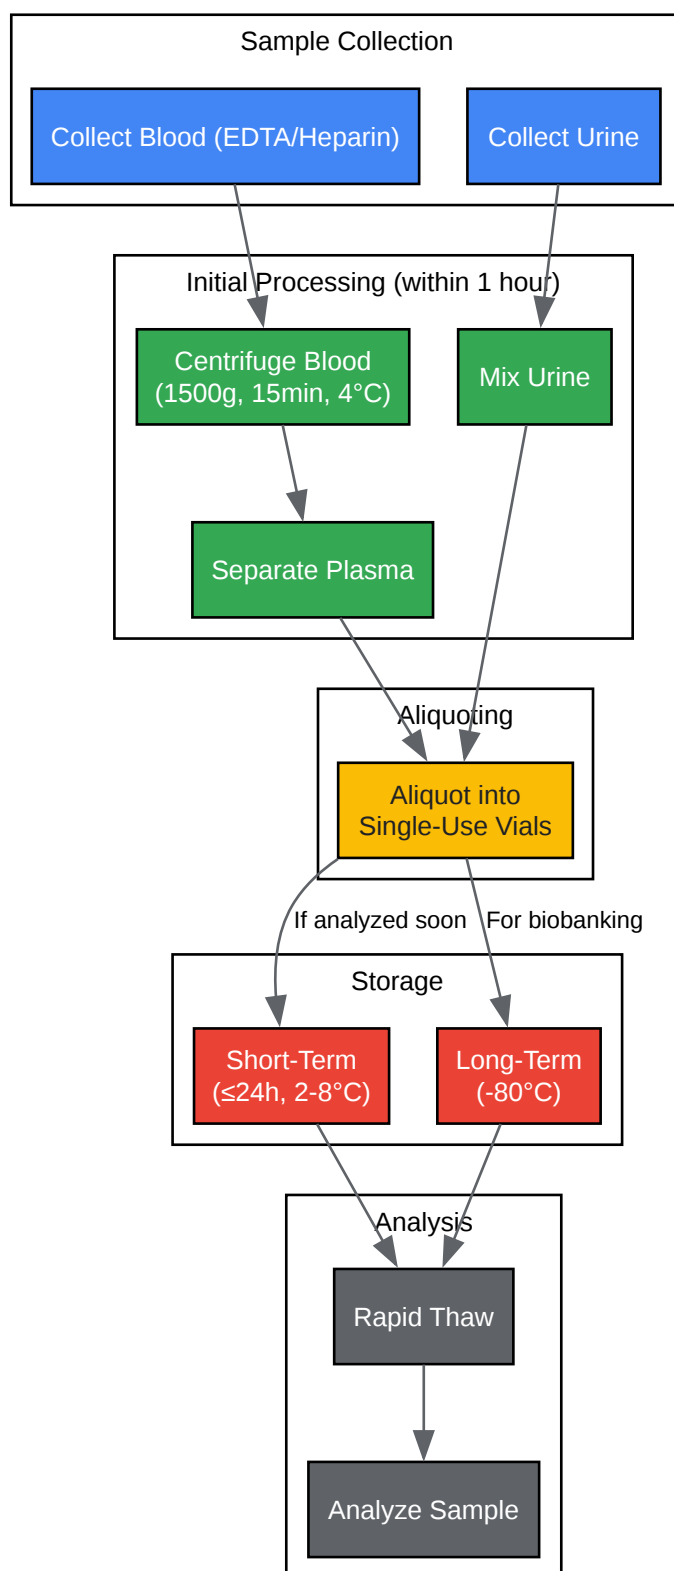 Sample Collection
Collect Blood (EDTA/Heparin)
Collect Urine
Initial Processing (within 1 hour)
Centrifuge Blood
(1500g, 15min, 4°C)
Mix Urine
Separate Plasma
Aliquoting
Aliquot into
Single-Use Vials
If analyzed soon
For biobanking
Storage
Short-Term
(≤24h, 2-8°C)
Long-Term
(-80°C)
Analysis
Rapid Thaw
Analyze Sample